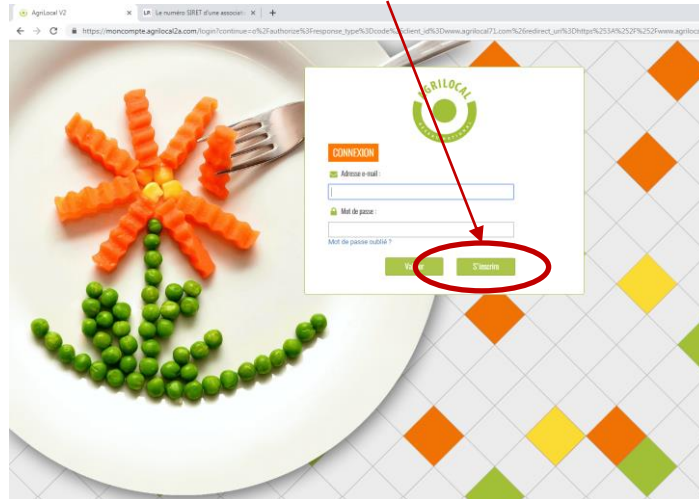 AgriLocal V2
LR Le numéro SIRET d'une associati
https://moncompte.agrilocal2a.com/login?continue=o%2Fauthorize%3Fresponse_type%3Dcode%26client_id%3Dwww.agrilocal71.com%26redirect_uri%3Dhttps%253A%252F%252Fwww.agriloca
AGRILOCAL
CONNEXION
Adresse e-mail :
Mot de passe :
Mot de passe oublié ?
Valider S'inscrire